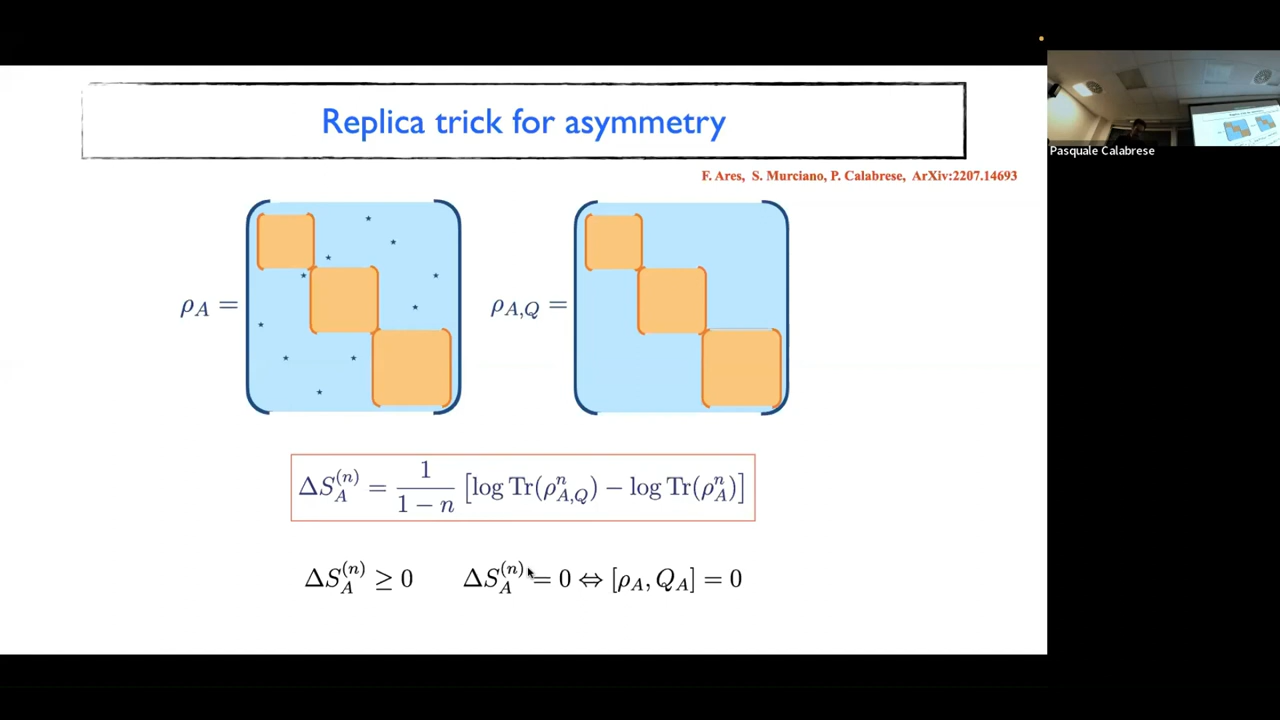 Replica trick for asymmetry
F. Ares, S. Murciano, P. Calabrese, ArXiv:2207.14693
Pasquale Calabrese
ρ_A =
ρ_{A,Q} =
ΔS_A^{(n)} = \frac{1}{1 − n} [log Tr(ρ_{A,Q}^n) − log Tr(ρ_A^n)]
ΔS_A^{(n)} ≥ 0
ΔS_A^{(n)} = 0 ⇔ [ρ_A, Q_A] = 0